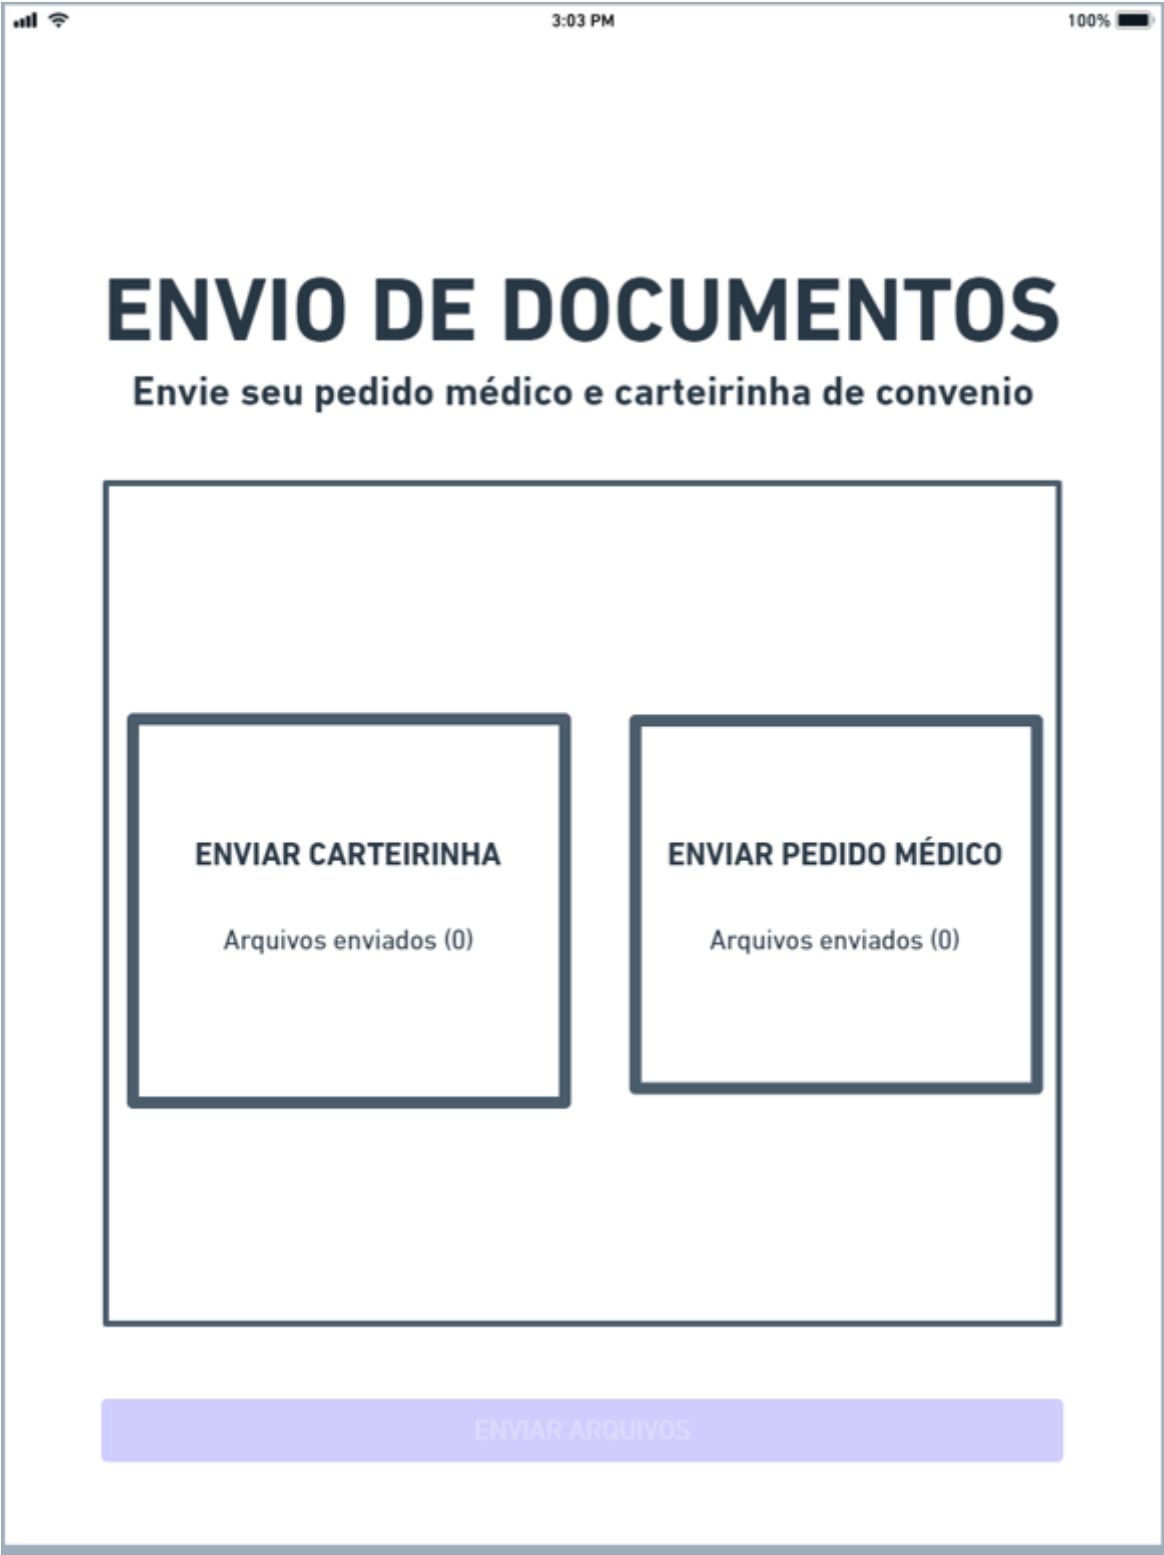 3:03 PM
100%
ENVIO DE DOCUMENTOS
Envie seu pedido médico e carteirinha de convenio
ENVIAR CARTEIRINHA
Arquivos enviados (0)
ENVIAR PEDIDO MÉDICO
Arquivos enviados (0)
ENVIAR ARQUIVOS